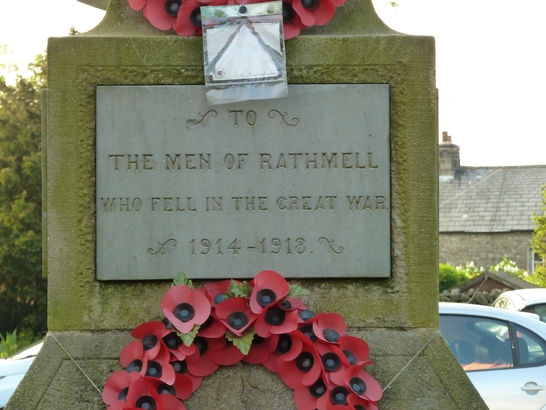 TO
THE MEN OF RATHMELL
WHO FELL IN THE GREAT WAR
1914-1918.